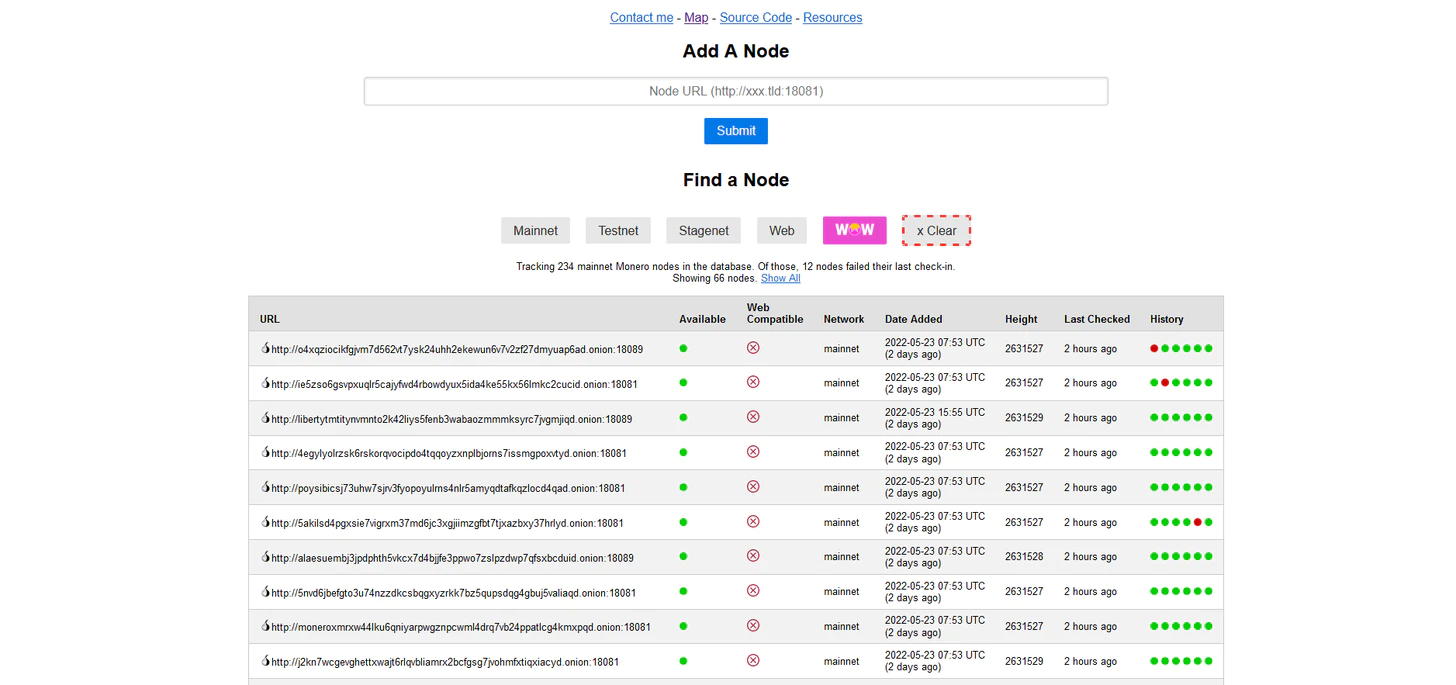 Contact me - Map - Source Code - Resources
Add A Node
Node URL (http://xxx.tld:18081)
Submit
Find a Node
Mainnet Testnet Stagenet Web WOW x Clear
Tracking 234 mainnet Monero nodes in the database. Of those, 12 nodes failed their last check-in.
Showing 66 nodes. Show All
URL Available Web Compatible Network Date Added Height Last Checked History
http://o4xqziocikfgjvm7d562vt7ysk24uhh2ekewun6v7v2zf27dmyuap6ad.onion:18089 mainnet 2022-05-23 07:53 UTC 2631527 2 hours ago
(2 days ago)
http://ie5zso6gsvpxuqlr5cajyfwd4rbowdyux5ida4ke55kx56lmkc2cucid.onion:18081 mainnet 2022-05-23 07:53 UTC 2631527 2 hours ago
(2 days ago)
http://libertytmtitynvmnto2k42liys5fenb3wabaozmmmksyrc7jvgmjiqd.onion:18089 mainnet 2022-05-23 15:55 UTC 2631529 2 hours ago
(2 days ago)
http://4egylyolrzsk6rskorqvocipdo4tqqoyzxnplbjorns7issmgpoxvtyd.onion:18081 mainnet 2022-05-23 07:53 UTC 2631527 2 hours ago
(2 days ago)
http://poysibicsj73uhw7sjrv3fyopoyulrns4nlr5amyqdtafkqzlocd4qad.onion:18081 mainnet 2022-05-23 07:53 UTC 2631527 2 hours ago
(2 days ago)
http://5akilsd4pgxsie7vigrxm37md6jc3xgjiimzgfbt7tjxazbxy37hrlyd.onion:18081 mainnet 2022-05-23 07:53 UTC 2631527 2 hours ago
(2 days ago)
http://alaesuembj3jpdphth5vkcx7d4bjjfe3ppwo7zslpzdwp7qfsxbcduid.onion:18089 mainnet 2022-05-23 07:53 UTC 2631528 2 hours ago
(2 days ago)
http://5nvd6jbefgto3u74nzzdkcsbqgxyzrkk7bz5qupsdqg4gbuj5valiaqd.onion:18081 mainnet 2022-05-23 07:53 UTC 2631527 2 hours ago
(2 days ago)
http://moneroxmrxw44lku6qniyarpwgznpcwml4drq7vb24ppatlcg4kmxpqd.onion:18081 mainnet 2022-05-23 07:53 UTC 2631527 2 hours ago
(2 days ago)
http://j2kn7wcgevghettxwajt6rlqvbliamrx2bcfgsg7jvohmfxtiqxiacyd.onion:18081 mainnet 2022-05-23 07:53 UTC 2631529 2 hours ago
(2 days ago)